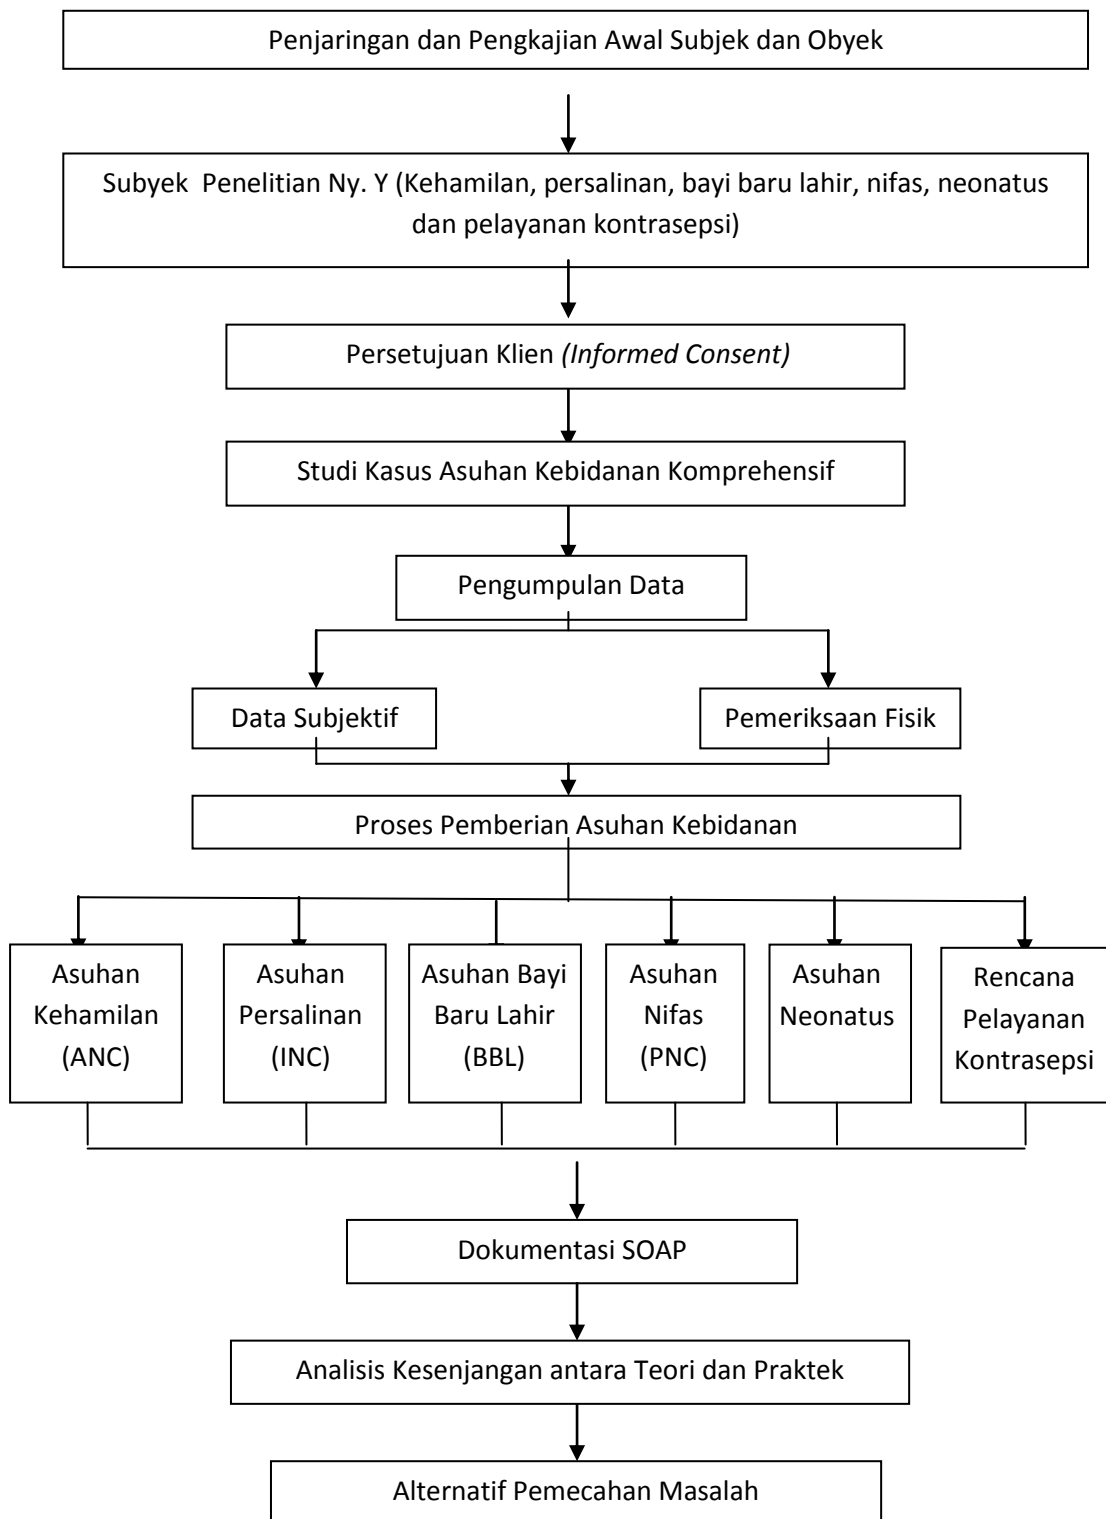 Penjaringan dan Pengkajian Awal Subjek dan Obyek
Subyek Penelitian Ny. Y (Kehamilan, persalinan, bayi baru lahir, nifas, neonatus
dan pelayanan kontrasepsi)
Persetujuan Klien (Informed Consent)
Studi Kasus Asuhan Kebidanan Komprehensif
Pengumpulan Data
Data Subjektif
Pemeriksaan Fisik
Proses Pemberian Asuhan Kebidanan
Asuhan
Kehamilan
(ANC)
Asuhan
Persalinan
(INC)
Asuhan Bayi
Baru Lahir
(BBL)
Asuhan
Nifas
(PNC)
Asuhan
Neonatus
Rencana
Pelayanan
Kontrasepsi
Dokumentasi SOAP
Analisis Kesenjangan antara Teori dan Praktek
Alternatif Pemecahan Masalah